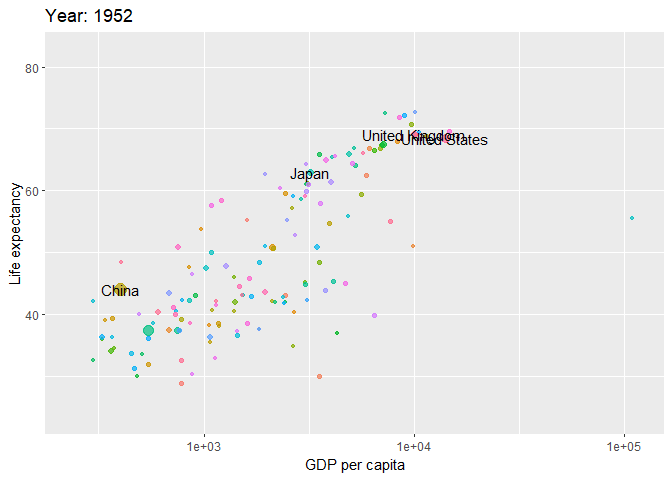 Year: 1952
80
United Kingdom
United States
Japan
60
China
40
Life expectancy
1e+03
1e+04
1e+05
GDP per capita